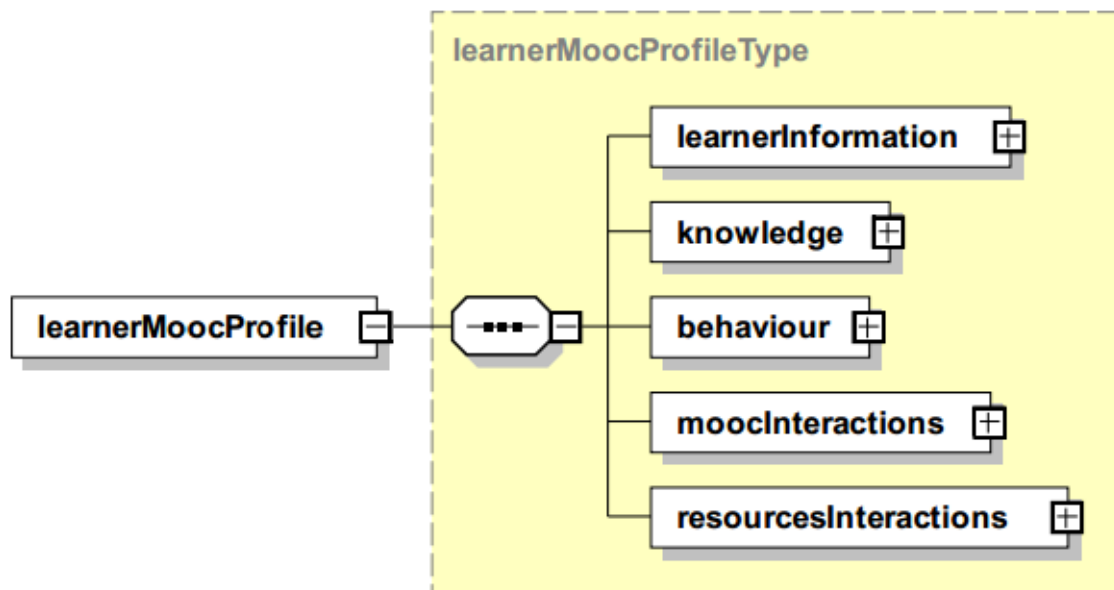 learnerMoocProfileType
learnerInformation
knowledge
learnerMoocProfile
behaviour
moocInteractions
resourcesInteractions